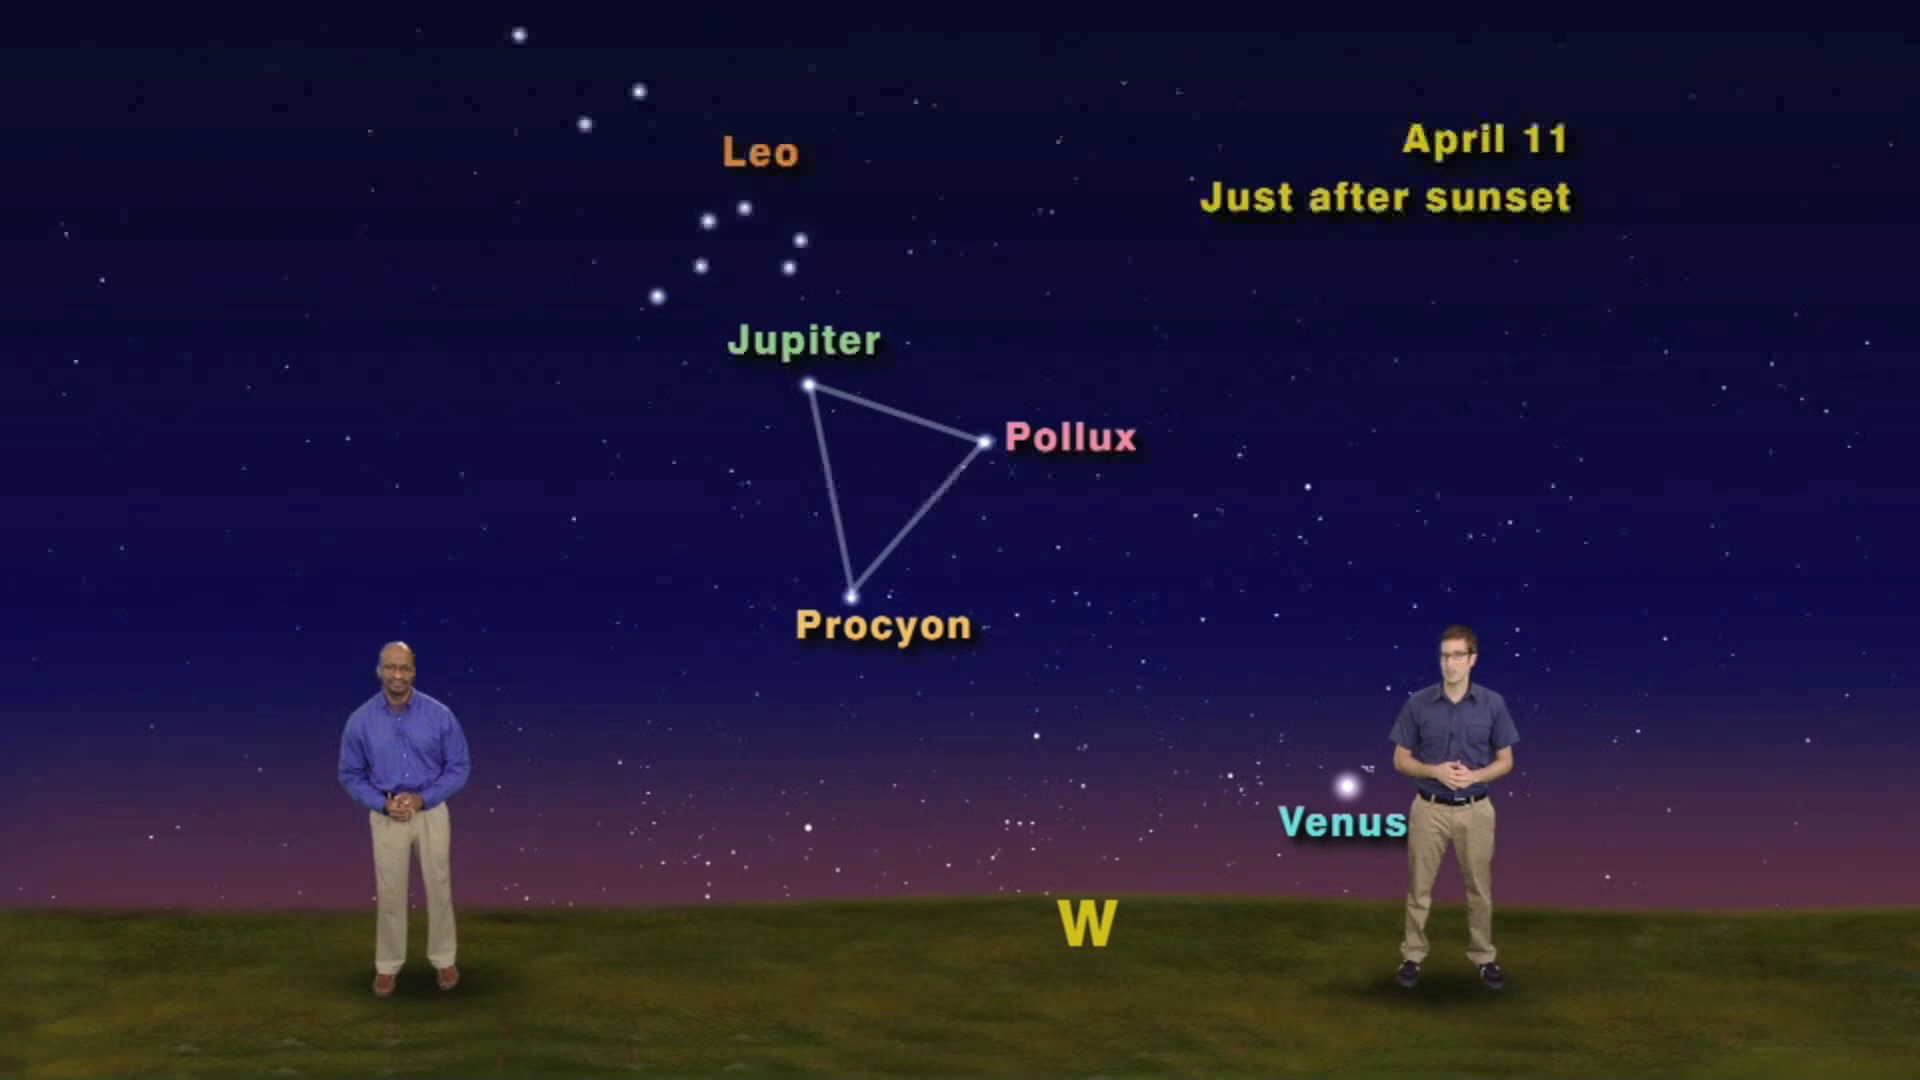 April 11
Just after sunset
Leo
Jupiter
Pollux
Procyon
Venus
W